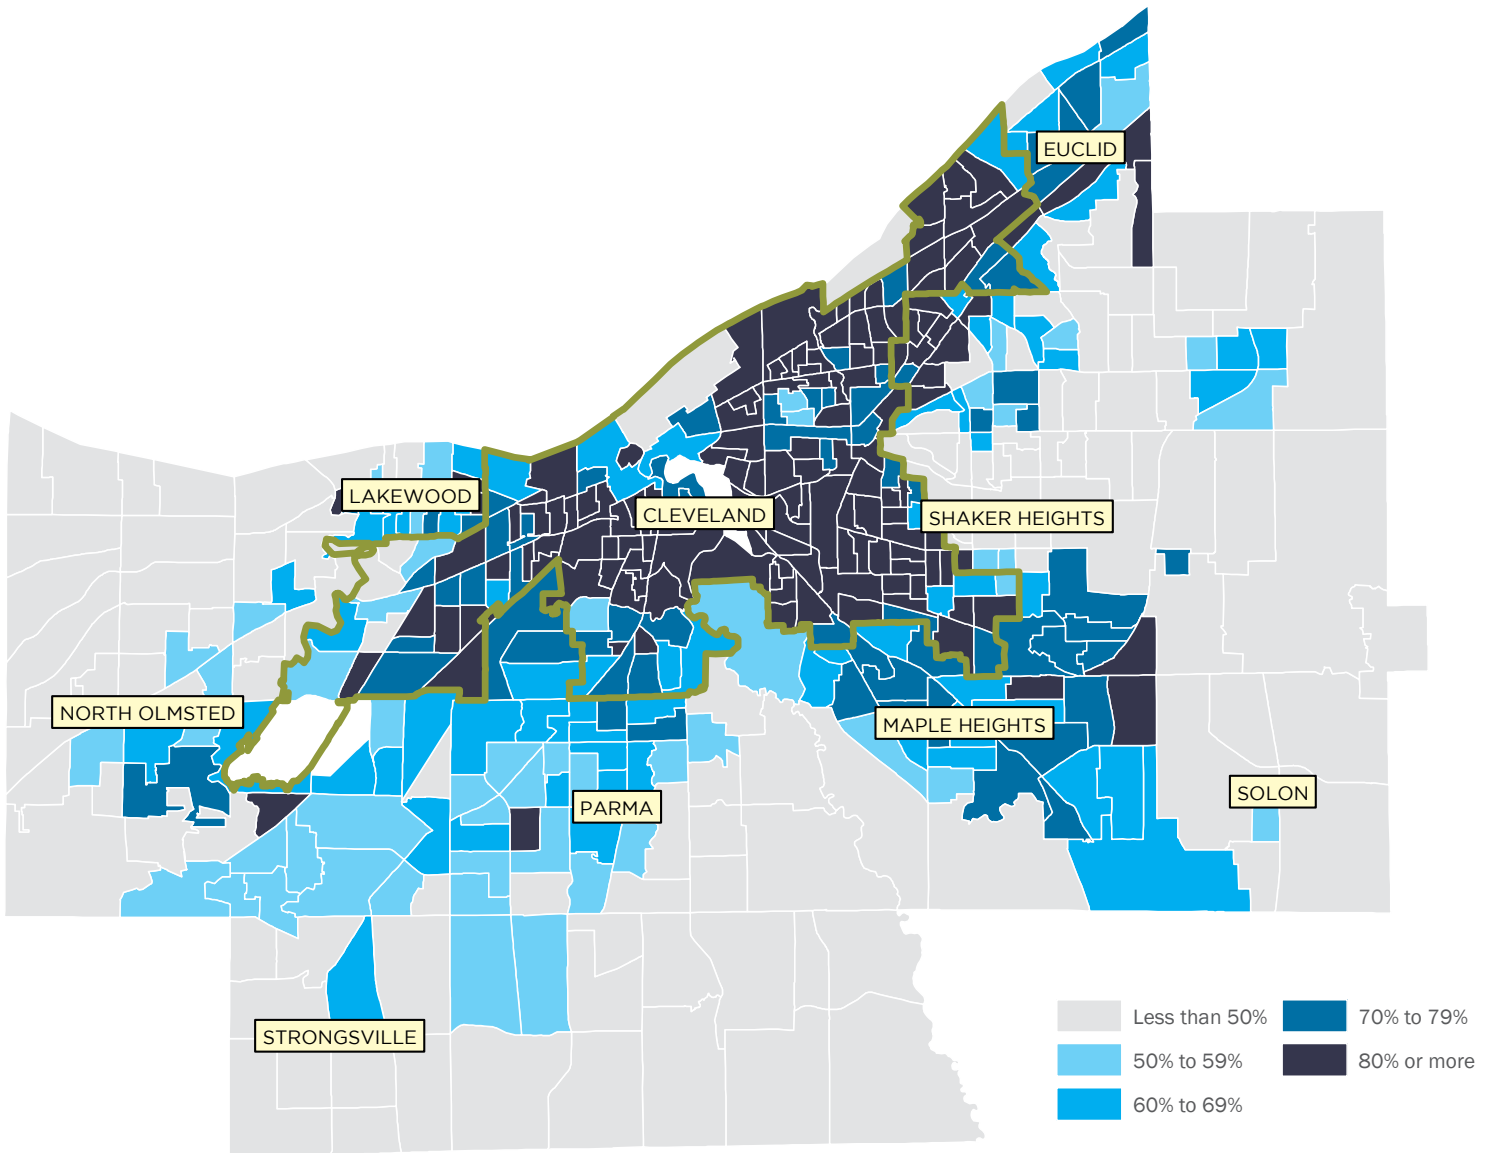 EUCLID
LAKEWOOD
CLEVELAND
SHAKER HEIGHTS
NORTH OLMSTED
MAPLE HEIGHTS
SOLON
PARMA
STRONGSVILLE
Less than 50%
50% to 59%
60% to 69%
70% to 79%
80% or more